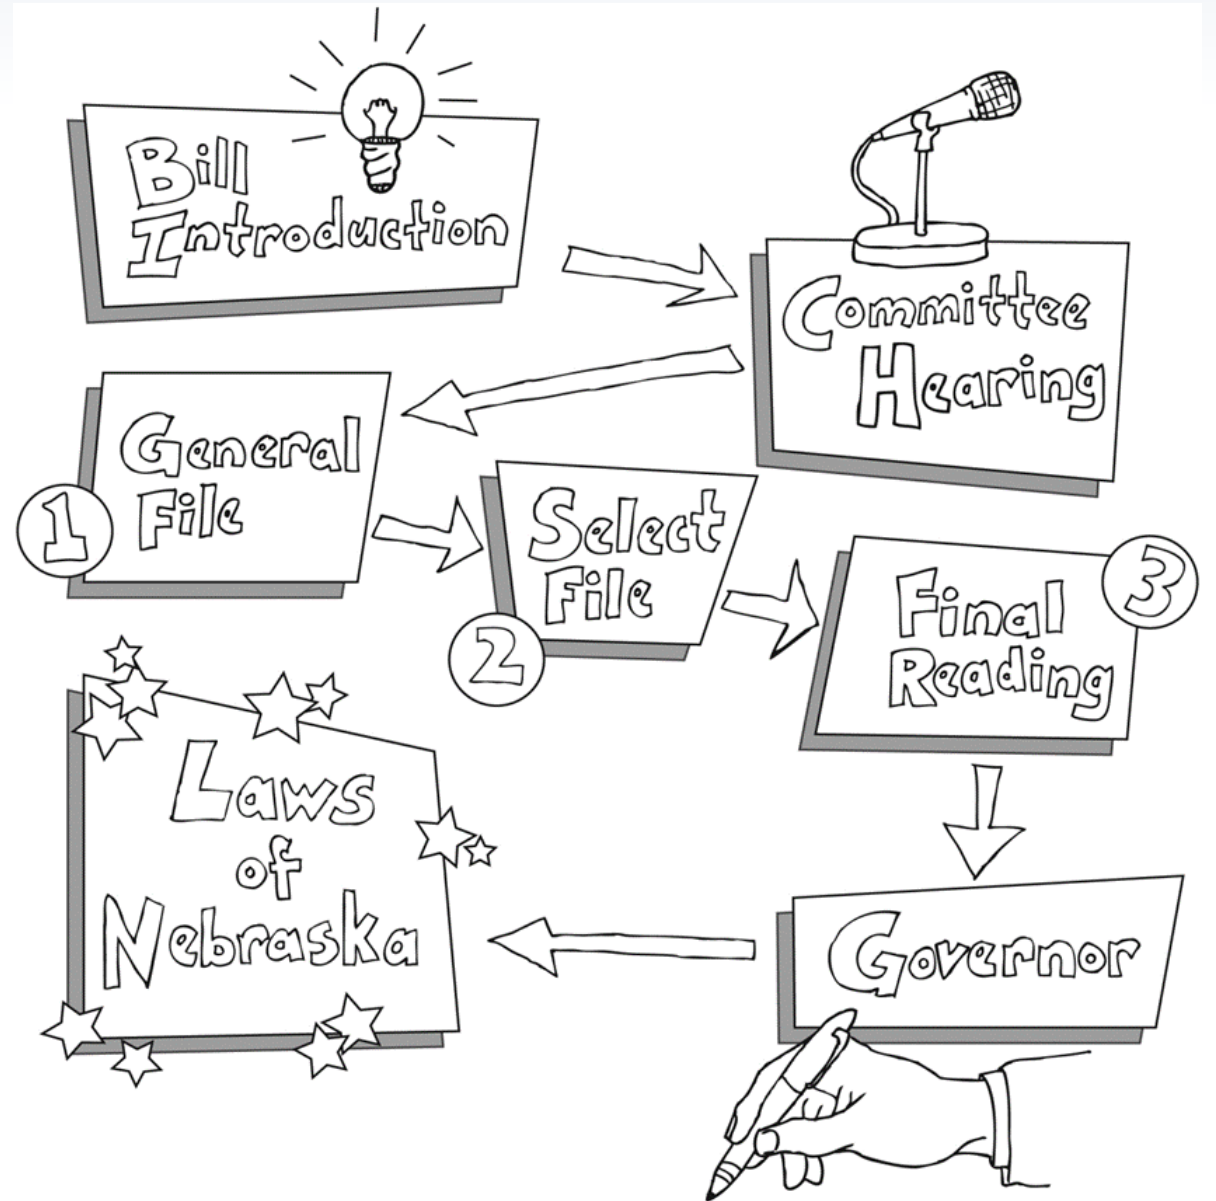 Bill
Introduction
Committee
Hearing
General
File
1
Select
File
2
Final
Reading
3
Governor
Laws
of
Nebraska